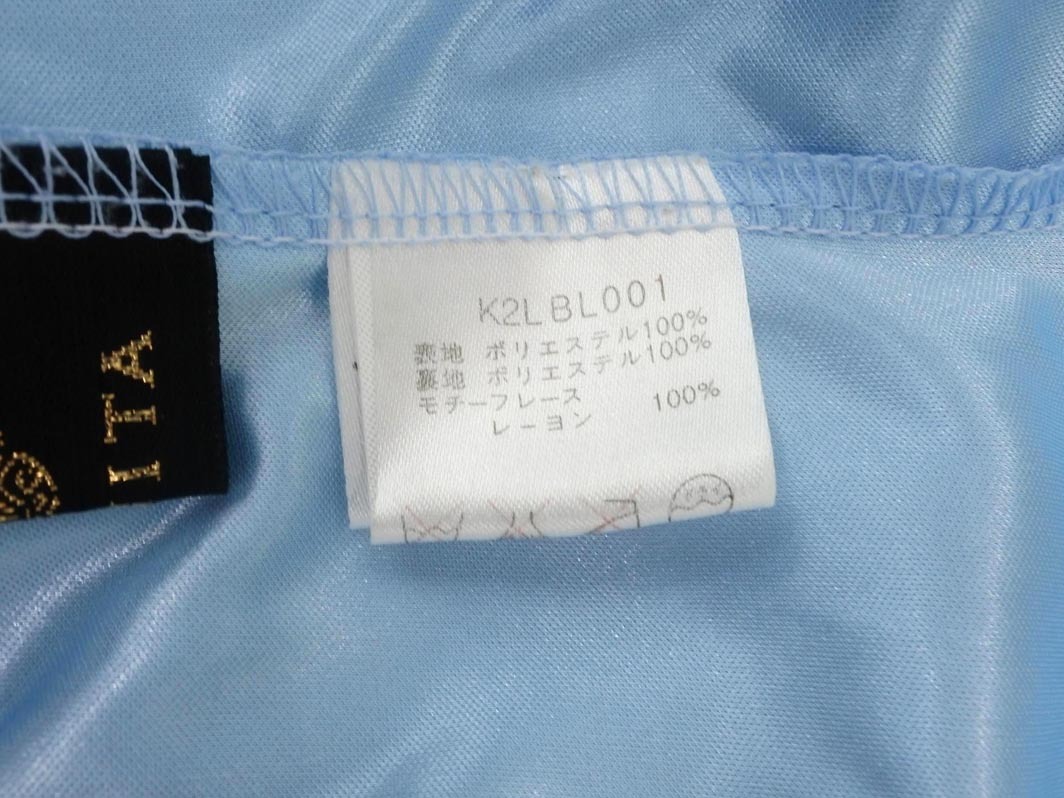 K2LBL001
表地 ポリエステル100%
裏地 ポリエステル100%
モチーフレース
レーヨン 100%
ITA